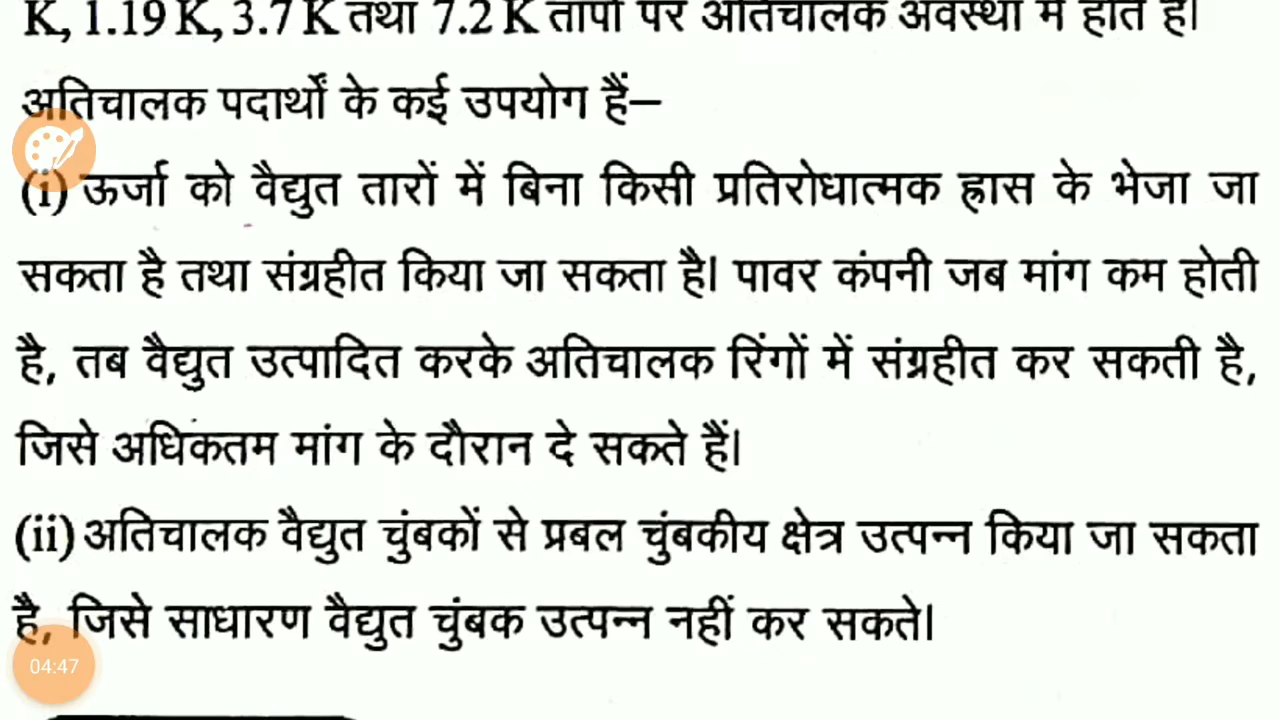 K, 1.19 K, 3.7 K तथा 7.2 K तापों पर अतिचालक अवस्था में होते हैं।
अतिचालक पदार्थों के कई उपयोग हैं–
(i) ऊर्जा को वैद्युत तारों में बिना किसी प्रतिरोधात्मक ह्रास के भेजा जा
सकता है तथा संग्रहीत किया जा सकता है। पावर कंपनी जब मांग कम होती
है, तब वैद्युत उत्पादित करके अतिचालक रिंगों में संग्रहीत कर सकती है,
जिसे अधिकतम मांग के दौरान दे सकते हैं।
(ii) अतिचालक वैद्युत चुंबकों से प्रबल चुंबकीय क्षेत्र उत्पन्न किया जा सकता
है, जिसे साधारण वैद्युत चुंबक उत्पन्न नहीं कर सकते।
04:47